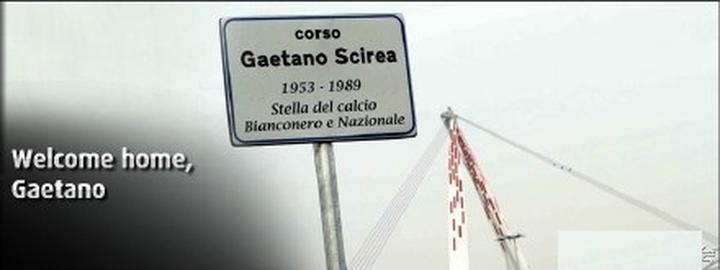 corso
Gaetano Scirea
1953 - 1989
Stella del calcio
Bianconero e Nazionale
Welcome home,
Gaetano